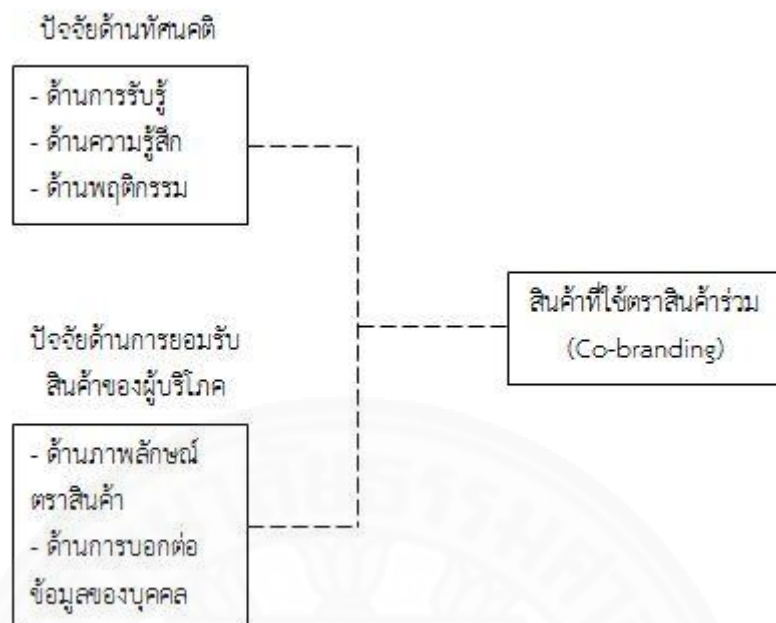 ปัจจัยด้านทัศนคติ
- ด้านการรับรู้
- ด้านความรู้สึก
- ด้านพฤติกรรม
ปัจจัยด้านการยอมรับ
สินค้าของผู้บริโภค
- ด้านภาพลักษณ์
ตราสินค้า
- ด้านการบอกต่อ
ข้อมูลของบุคคล
สินค้าที่ใช้ตราสินค้าร่วม
(Co-branding)